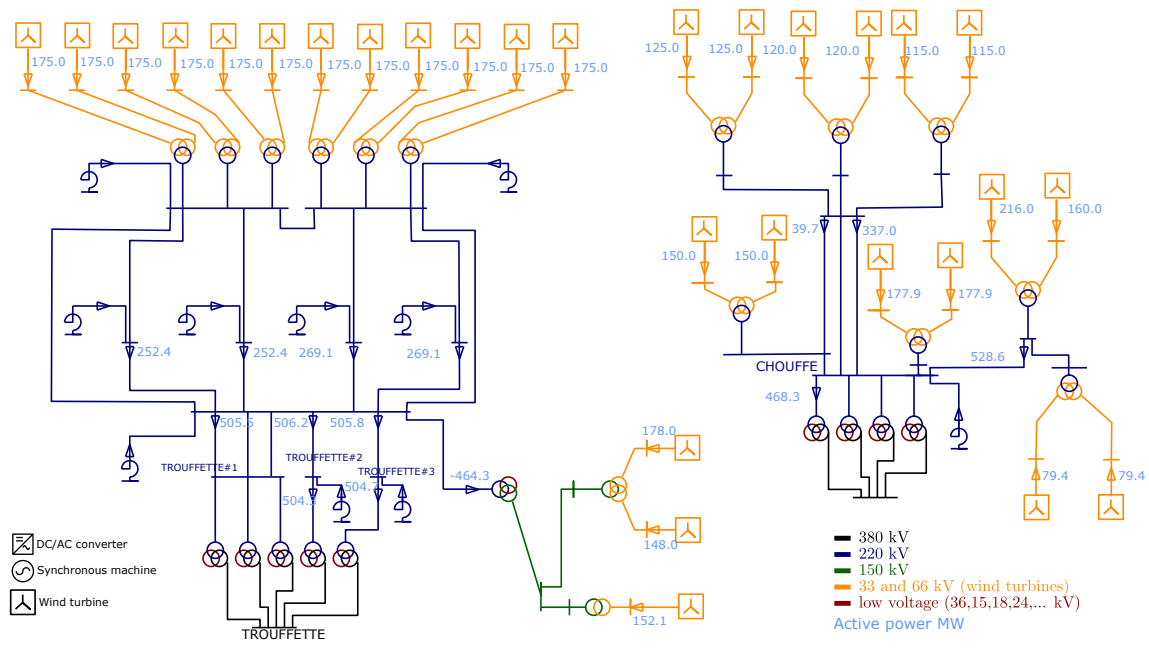 175.0 175.0 175.0 175.0 175.0 175.0 175.0 175.0 175.0 175.0 175.0 175.0
125.0 125.0 120.0 120.0 115.0 115.0
216.0 160.0
39.7 337.0
150.0 150.0
177.9 177.9
252.4 252.4 269.1 269.1
528.6
CHOUFFE
468.3
505.5 506.2 505.8
178.0
TROUFFETTE#1 TROUFFETTE#2 TROUFFETTE#3
-464.3
79.4 79.4
148.0
DC/AC converter
Synchronous machine
Wind turbine
152.1
TROUFFETTE
380 kV
220 kV
150 kV
33 and 66 kV (wind turbines)
low voltage (36,15,18,24,... kV)
Active power MW